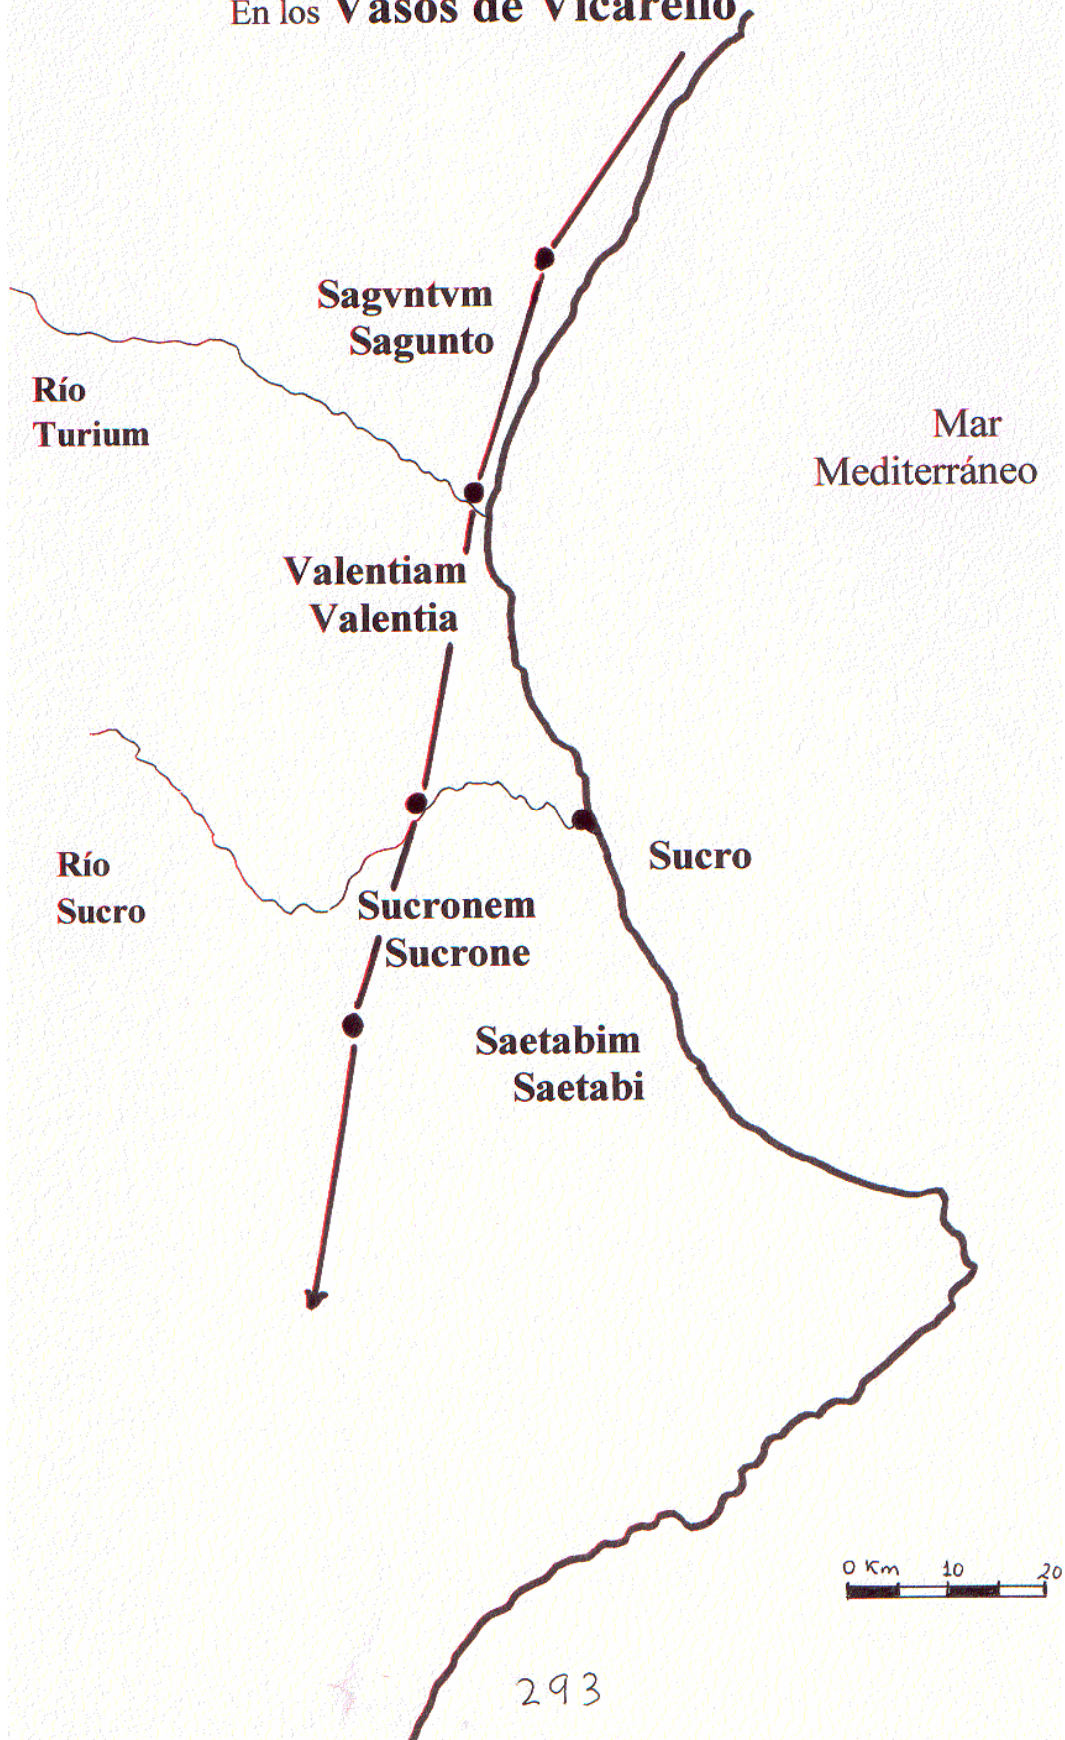 En los Vasos de Vicarello
Sagvntvm
Sagunto
Río
Turium
Mar
Mediterráneo
Valentiam
Valentia
Río
Sucro
Sucro
Sucronem
Sucrone
Saetabim
Saetabi
0 Km 10 20
293